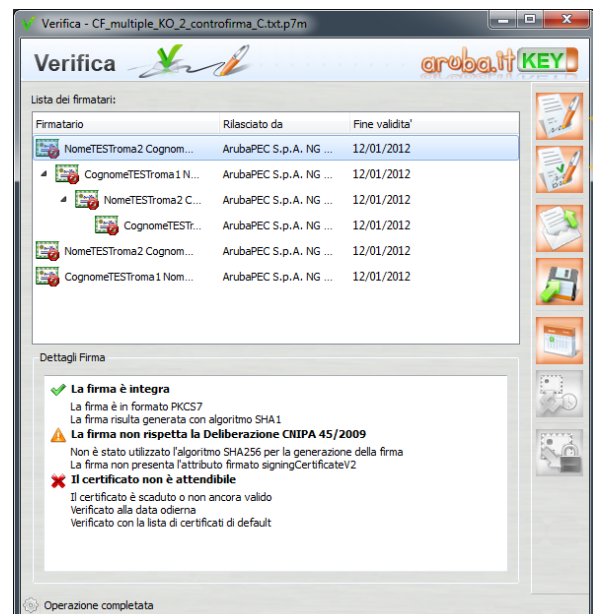 Verifica - CF_multiple_KO_2_controfirma_C.txt.p7m
Verifica
aruba.it KEY
Lista dei firmatari:
Firmatario Rilasciato da Fine validita'
NomeTESTroma2 Cognom... ArubaPEC S.p.A. NG ... 12/01/2012
CognomeTESTroma1 N... ArubaPEC S.p.A. NG ... 12/01/2012
NomeTESTroma2 C... ArubaPEC S.p.A. NG ... 12/01/2012
CognomeTESTr... ArubaPEC S.p.A. NG ... 12/01/2012
NomeTESTroma2 Cognom... ArubaPEC S.p.A. NG ... 12/01/2012
CognomeTESTroma1 Nom... ArubaPEC S.p.A. NG ... 12/01/2012
Dettagli Firma
La firma è integra
La firma è in formato PKCS7
La firma risulta generata con algoritmo SHA1
La firma non rispetta la Deliberazione CNIPA 45/2009
Non è stato utilizzato l'algoritmo SHA256 per la generazione della firma
La firma non presenta l'attributo firmato signingCertificateV2
Il certificato non è attendibile
Il certificato è scaduto o non ancora valido
Verificato alla data odierna
Verificato con la lista di certificati di default
Operazione completata